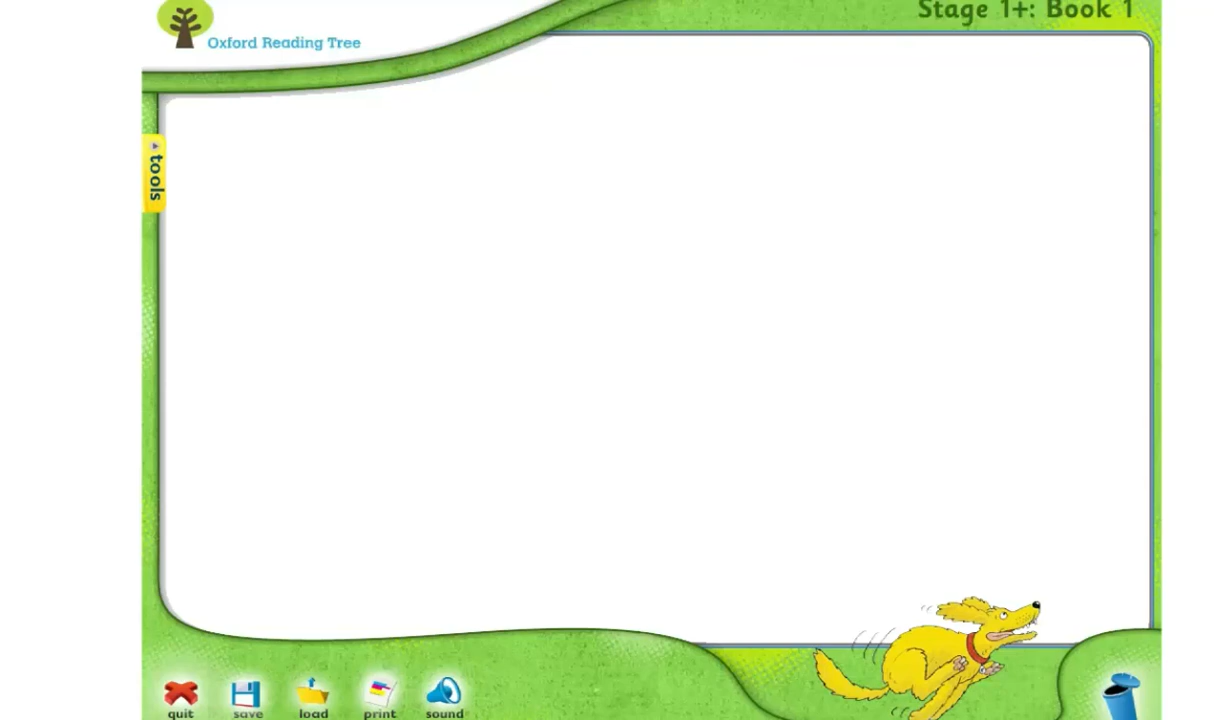 Stage 1+: Book 1
Oxford Reading Tree
tools
quit
save
load
print
sound